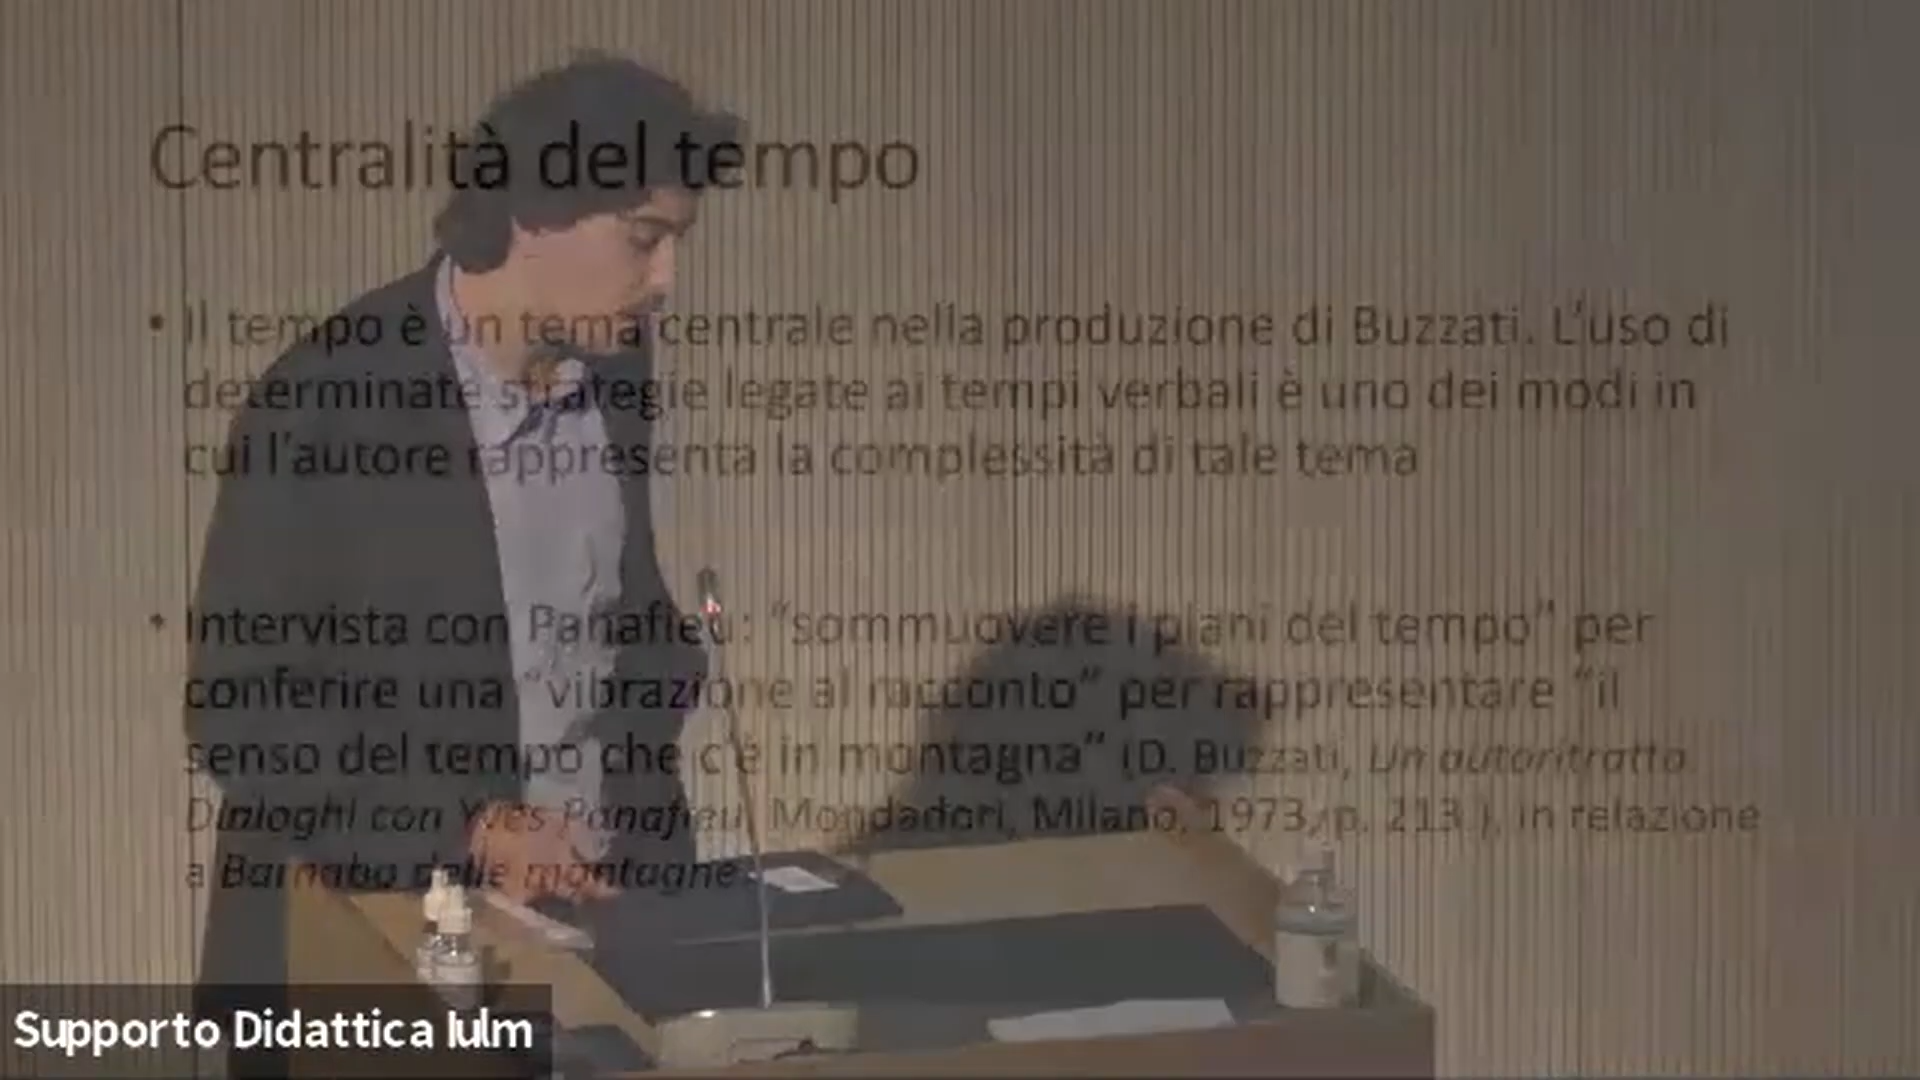 Centralità del tempo
• Il tempo è un tema centrale nella produzione di Buzzati. L'uso di
determinate strategie legate ai tempi verbali è uno dei modi in
cui l'autore rappresenta la complessità di tale tema
• Intervista con Panafieu: "sommuovere i piani del tempo" per
conferire una "vibrazione al racconto" per rappresentare "il
senso del tempo che c'è in montagna" (D. Buzzati, Un autoritratto.
Dialoghi con Yves Panafieu, Mondadori, Milano, 1973, p. 213.), in relazione
a Barnabo delle montagne
Supporto Didattica Iulm